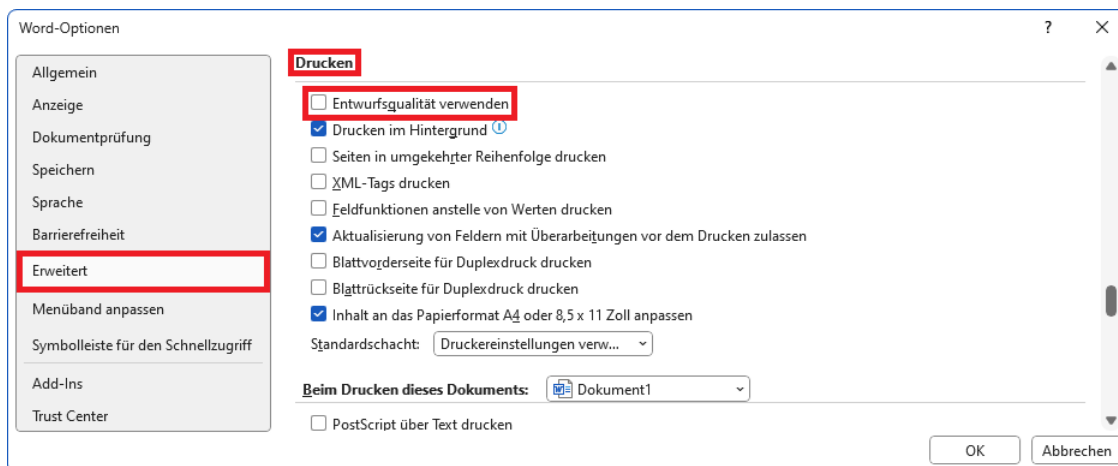 Word-Optionen
?
Allgemein
Anzeige
Dokumentprüfung
Speichern
Sprache
Barrierefreiheit
Erweitert
Menüband anpassen
Symbolleiste für den Schnellzugriff
Add-Ins
Trust Center
Drucken
Entwurfsqualität verwenden
Drucken im Hintergrund
Seiten in umgekehrter Reihenfolge drucken
XML-Tags drucken
Feldfunktionen anstelle von Werten drucken
Aktualisierung von Feldern mit Überarbeitungen vor dem Drucken zulassen
Blattvorderseite für Duplexdruck drucken
Blattrückseite für Duplexdruck drucken
Inhalt an das Papierformat A4 oder 8,5 x 11 Zoll anpassen
Standardschacht: Druckereinstellungen verw...
Beim Drucken dieses Dokuments: Dokument1
PostScript über Text drucken
OK
Abbrechen